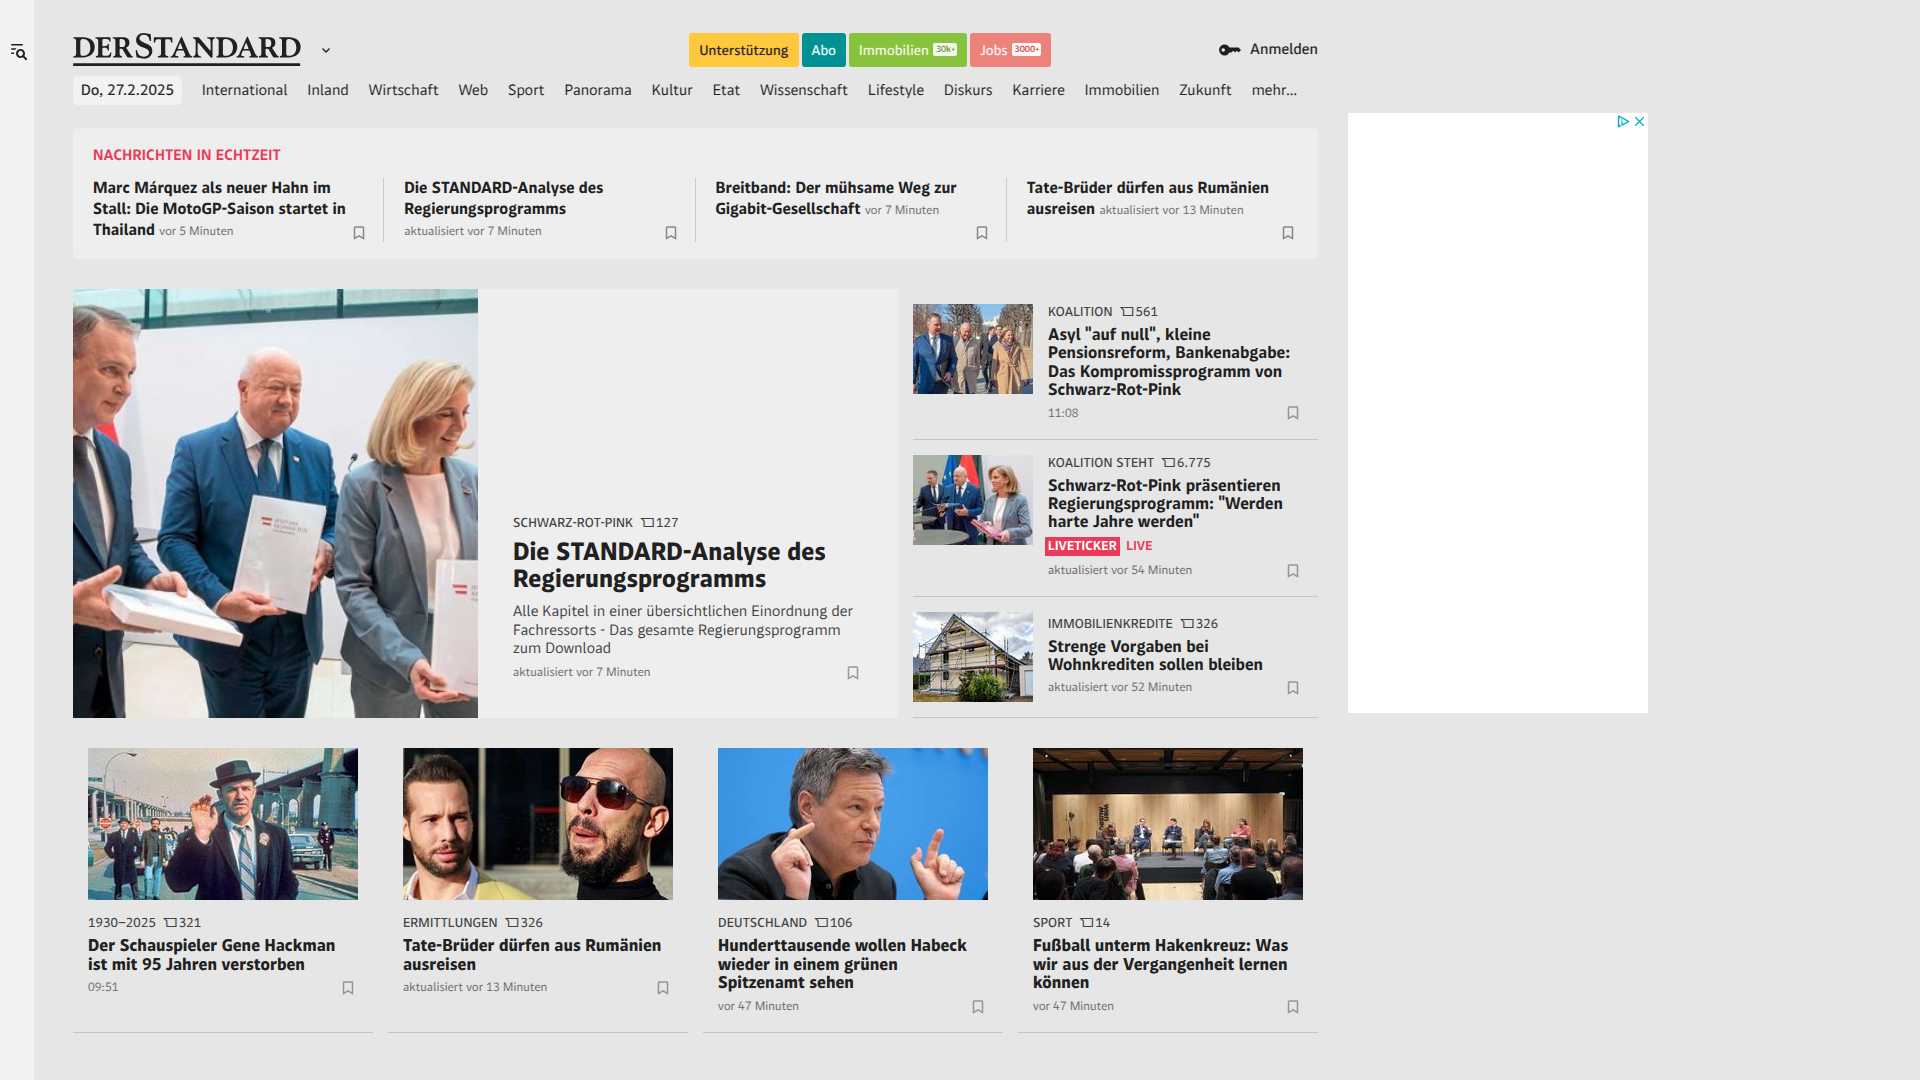 DERSTANDARD
Unterstützung
Abo
Immobilien 30k+
Jobs 3000+
Anmelden
Do, 27.2.2025
International
Inland
Wirtschaft
Web
Sport
Panorama
Kultur
Etat
Wissenschaft
Lifestyle
Diskurs
Karriere
Immobilien
Zukunft
mehr...
NACHRICHTEN IN ECHTZEIT
Marc Márquez als neuer Hahn im
Stall: Die MotoGP-Saison startet in
Thailand vor 5 Minuten
Die STANDARD-Analyse des
Regierungsprogramms
aktualisiert vor 7 Minuten
Breitband: Der mühsame Weg zur
Gigabit-Gesellschaft vor 7 Minuten
Tate-Brüder dürfen aus Rumänien
ausreisen aktualisiert vor 13 Minuten
SCHWARZ-ROT-PINK 127
Die STANDARD-Analyse des
Regierungsprogramms
Alle Kapitel in einer übersichtlichen Einordnung der
Fachressorts - Das gesamte Regierungsprogramm
zum Download
aktualisiert vor 7 Minuten
KOALITION 561
Asyl "auf null", kleine
Pensionsreform, Bankenabgabe:
Das Kompromissprogramm von
Schwarz-Rot-Pink
11:08
KOALITION STEHT 6.775
Schwarz-Rot-Pink präsentieren
Regierungsprogramm: "Werden
harte Jahre werden"
LIVETICKER LIVE
aktualisiert vor 54 Minuten
IMMOBILIENKREDITE 326
Strenge Vorgaben bei
Wohnkrediten sollen bleiben
aktualisiert vor 52 Minuten
1930–2025 321
Der Schauspieler Gene Hackman
ist mit 95 Jahren verstorben
09:51
ERMITTLUNGEN 326
Tate-Brüder dürfen aus Rumänien
ausreisen
aktualisiert vor 13 Minuten
DEUTSCHLAND 106
Hunderttausende wollen Habeck
wieder in einem grünen
Spitzenamt sehen
vor 47 Minuten
SPORT 14
Fußball unterm Hakenkreuz: Was
wir aus der Vergangenheit lernen
können
vor 47 Minuten